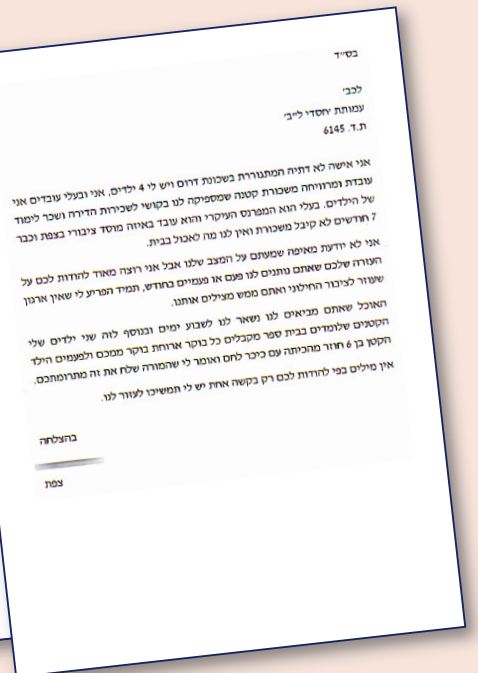 בס״ד
לכב'
עמותת 'חסדי ל״ב'
ת.ד. 6145
אני אישה לא דתיה המתגוררת בשכונת דרום ויש לי 4 ילדים, אני ובעלי עובדים אני
עובדת ומרוויחה משכורת קטנה שמספיקה לנו בקושי לשכירות הדירה ושכר לימוד
של הילדים. בעלי הוא המפרנס העיקרי והוא עובד באיזה מוסד ציבורי בצפת וכבר
7 חודשים לא קיבל משכורת ואין לנו מה לאכול בבית.
אני לא יודעת מאיפה שמעתם על המצב שלנו אבל אני רוצה מאוד להודות לכם על
העזרה שלכם שאתם נותנים לנו פעם או פעמיים בחודש, תמיד הפריע לי שאין ארגון
שעוזר לציבור החילוני ואתם ממש מצילים אותנו.
האוכל שאתם מביאים לנו נשאר לנו לשבוע ימים ובנוסף לזה שני ילדים שלי
הקטנים שלומדים בבית ספר מקבלים כל בוקר ארוחת בוקר ממכם ולפעמים הילד
הקטן בן 6 חוזר מהכיתה עם כיכר לחם ואומר לי שהמורה שלח את זה מתרומתכם.
אין מילים בפי להודות לכם רק בקשה אחת יש לי תמשיכו לעזור לנו.
בהצלחה
צפת